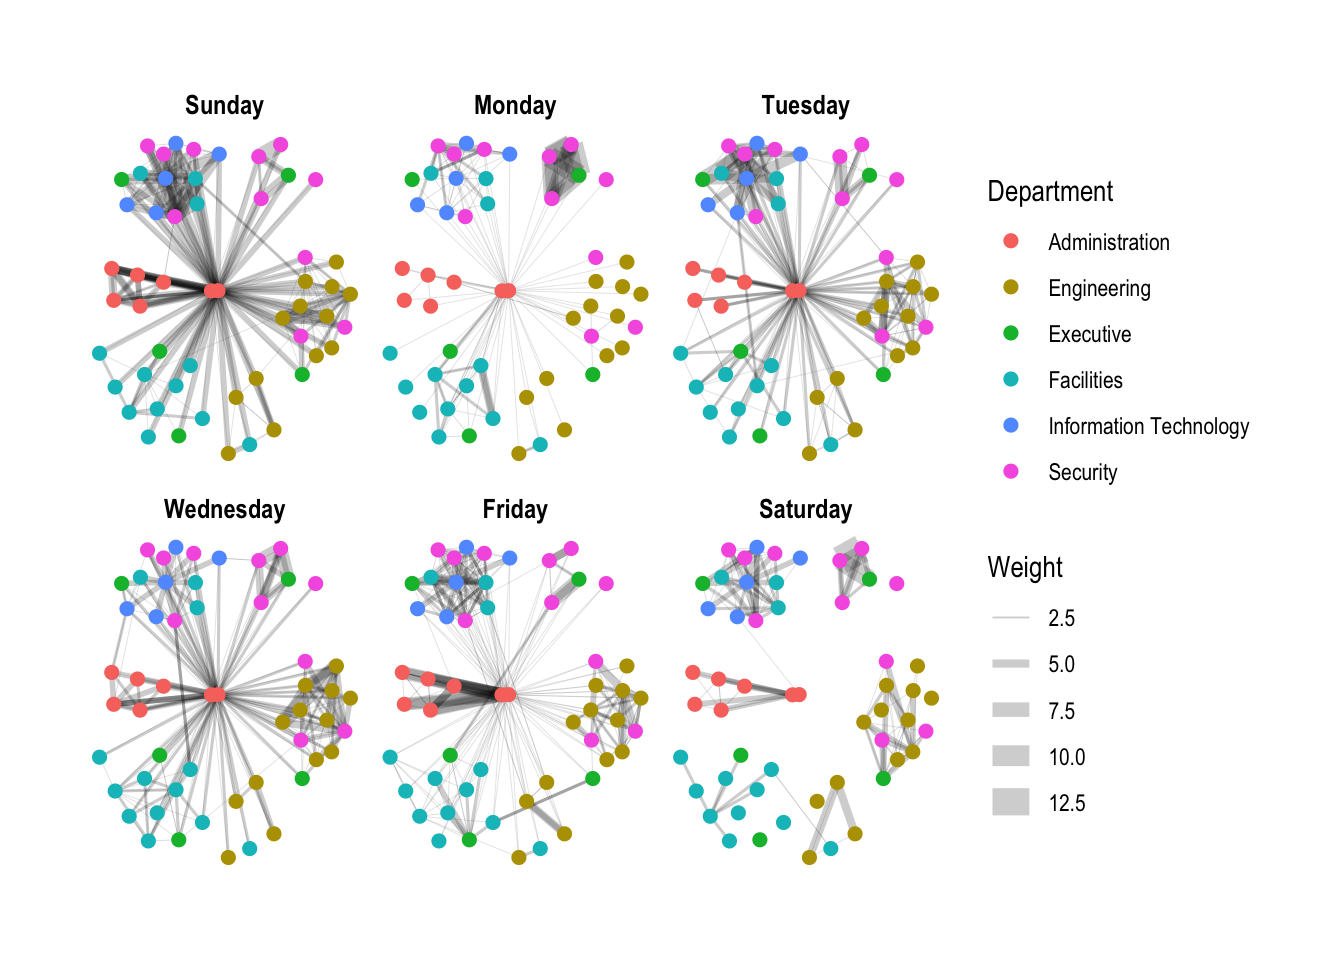 Sunday
Monday
Tuesday
Wednesday
Friday
Saturday
Department
Administration
Engineering
Executive
Facilities
Information Technology
Security
Weight
2.5
5.0
7.5
10.0
12.5